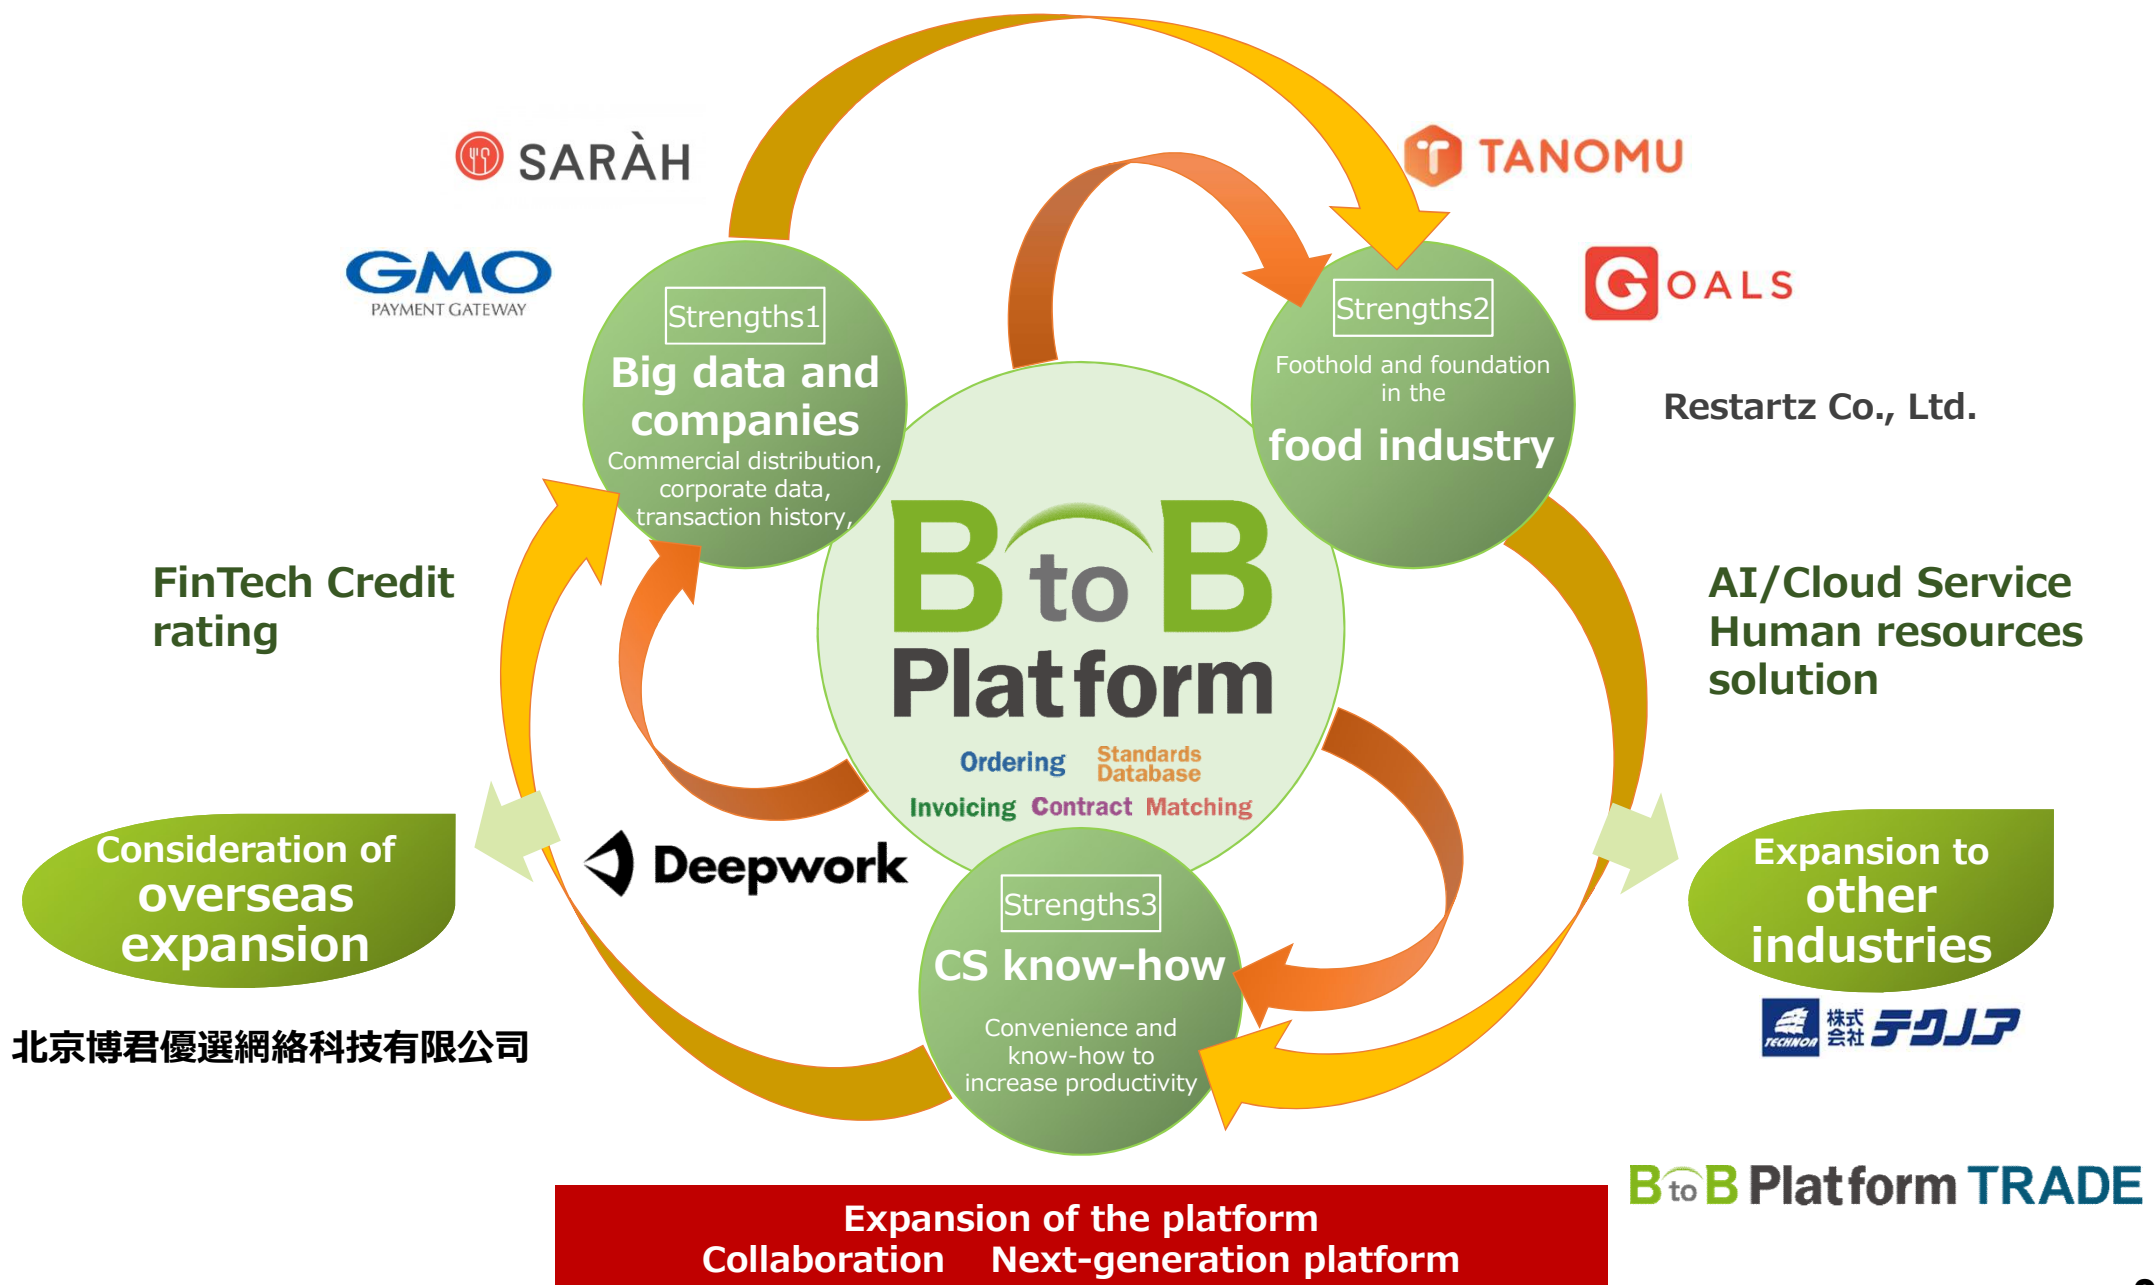 SARÀH
TANOMU
GMO
PAYMENT GATEWAY
GOALS
Strengths1
Big data and
companies
Commercial distribution,
corporate data,
transaction history,
Strengths2
Foothold and foundation
in the
food industry
Restartz Co., Ltd.
FinTech Credit
rating
B to B
Platform
Ordering
Standards
Database
Invoicing Contract Matching
AI/Cloud Service
Human resources
solution
Consideration of
overseas
expansion
Deepwork
Strengths3
CS know-how
Convenience and
know-how to
increase productivity
Expansion to
other
industries
北京博君優選網絡科技有限公司
TECHNOA
株式
会社
テクノア
B to B Platform TRADE
Expansion of the platform
Collaboration Next-generation platform